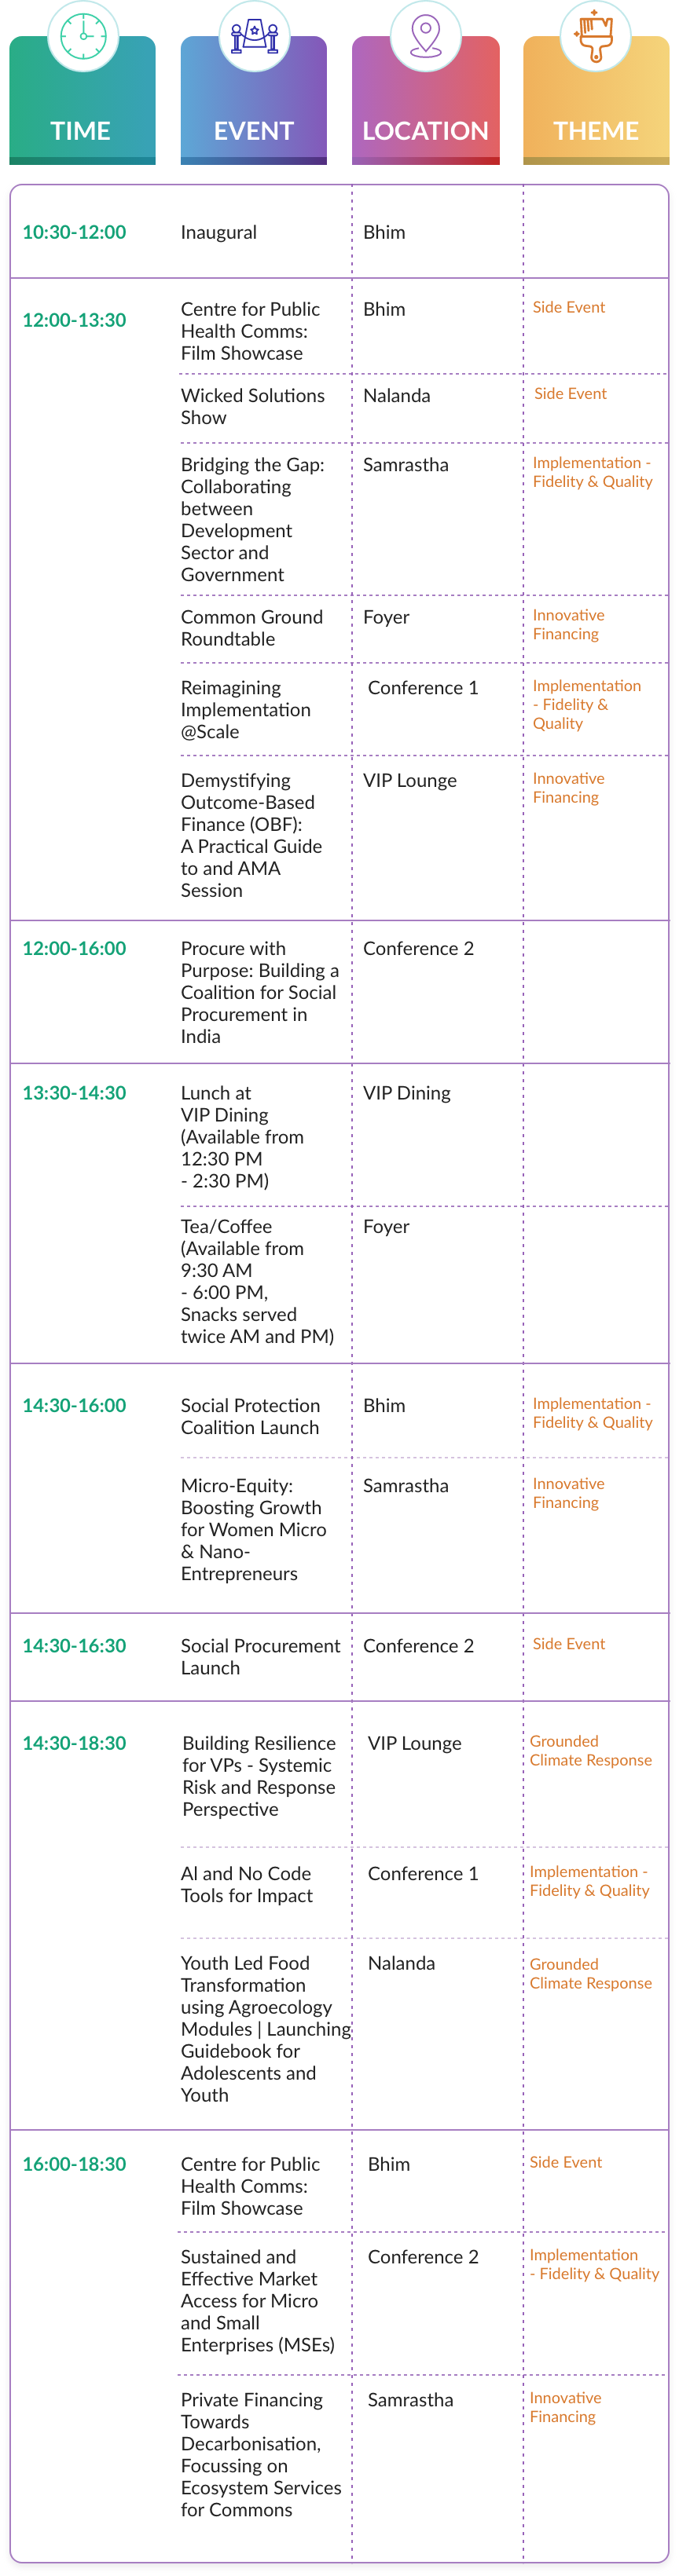 TIME
EVENT
LOCATION
THEME
10:30-12:00
Inaugural
Bhim
12:00-13:30
Centre for Public
Health Comms:
Film Showcase
Bhim
Side Event
Wicked Solutions
Show
Nalanda
Side Event
Bridging the Gap:
Collaborating
between
Development
Sector and
Government
Samrastha
Implementation -
Fidelity & Quality
Common Ground
Roundtable
Foyer
Innovative
Financing
Reimagining
Implementation
@Scale
Conference 1
Implementation
- Fidelity &
Quality
Demystifying
Outcome-Based
Finance (OBF):
A Practical Guide
to and AMA
Session
VIP Lounge
Innovative
Financing
12:00-16:00
Procure with
Purpose: Building a
Coalition for Social
Procurement in
India
Conference 2
13:30-14:30
Lunch at
VIP Dining
(Available from
12:30 PM
- 2:30 PM)
VIP Dining
Tea/Coffee
(Available from
9:30 AM
- 6:00 PM,
Snacks served
twice AM and PM)
Foyer
14:30-16:00
Social Protection
Coalition Launch
Bhim
Implementation -
Fidelity & Quality
Micro-Equity:
Boosting Growth
for Women Micro
& Nano-
Entrepreneurs
Samrastha
Innovative
Financing
14:30-16:30
Social Procurement
Launch
Conference 2
Side Event
14:30-18:30
Building Resilience
for VPs - Systemic
Risk and Response
Perspective
VIP Lounge
Grounded
Climate Response
AI and No Code
Tools for Impact
Conference 1
Implementation -
Fidelity & Quality
Youth Led Food
Transformation
using Agroecology
Modules | Launching
Guidebook for
Adolescents and
Youth
Nalanda
Grounded
Climate Response
16:00-18:30
Centre for Public
Health Comms:
Film Showcase
Bhim
Side Event
Sustained and
Effective Market
Access for Micro
and Small
Enterprises (MSEs)
Conference 2
Implementation
- Fidelity & Quality
Private Financing
Towards
Decarbonisation,
Focussing on
Ecosystem Services
for Commons
Samrastha
Innovative
Financing